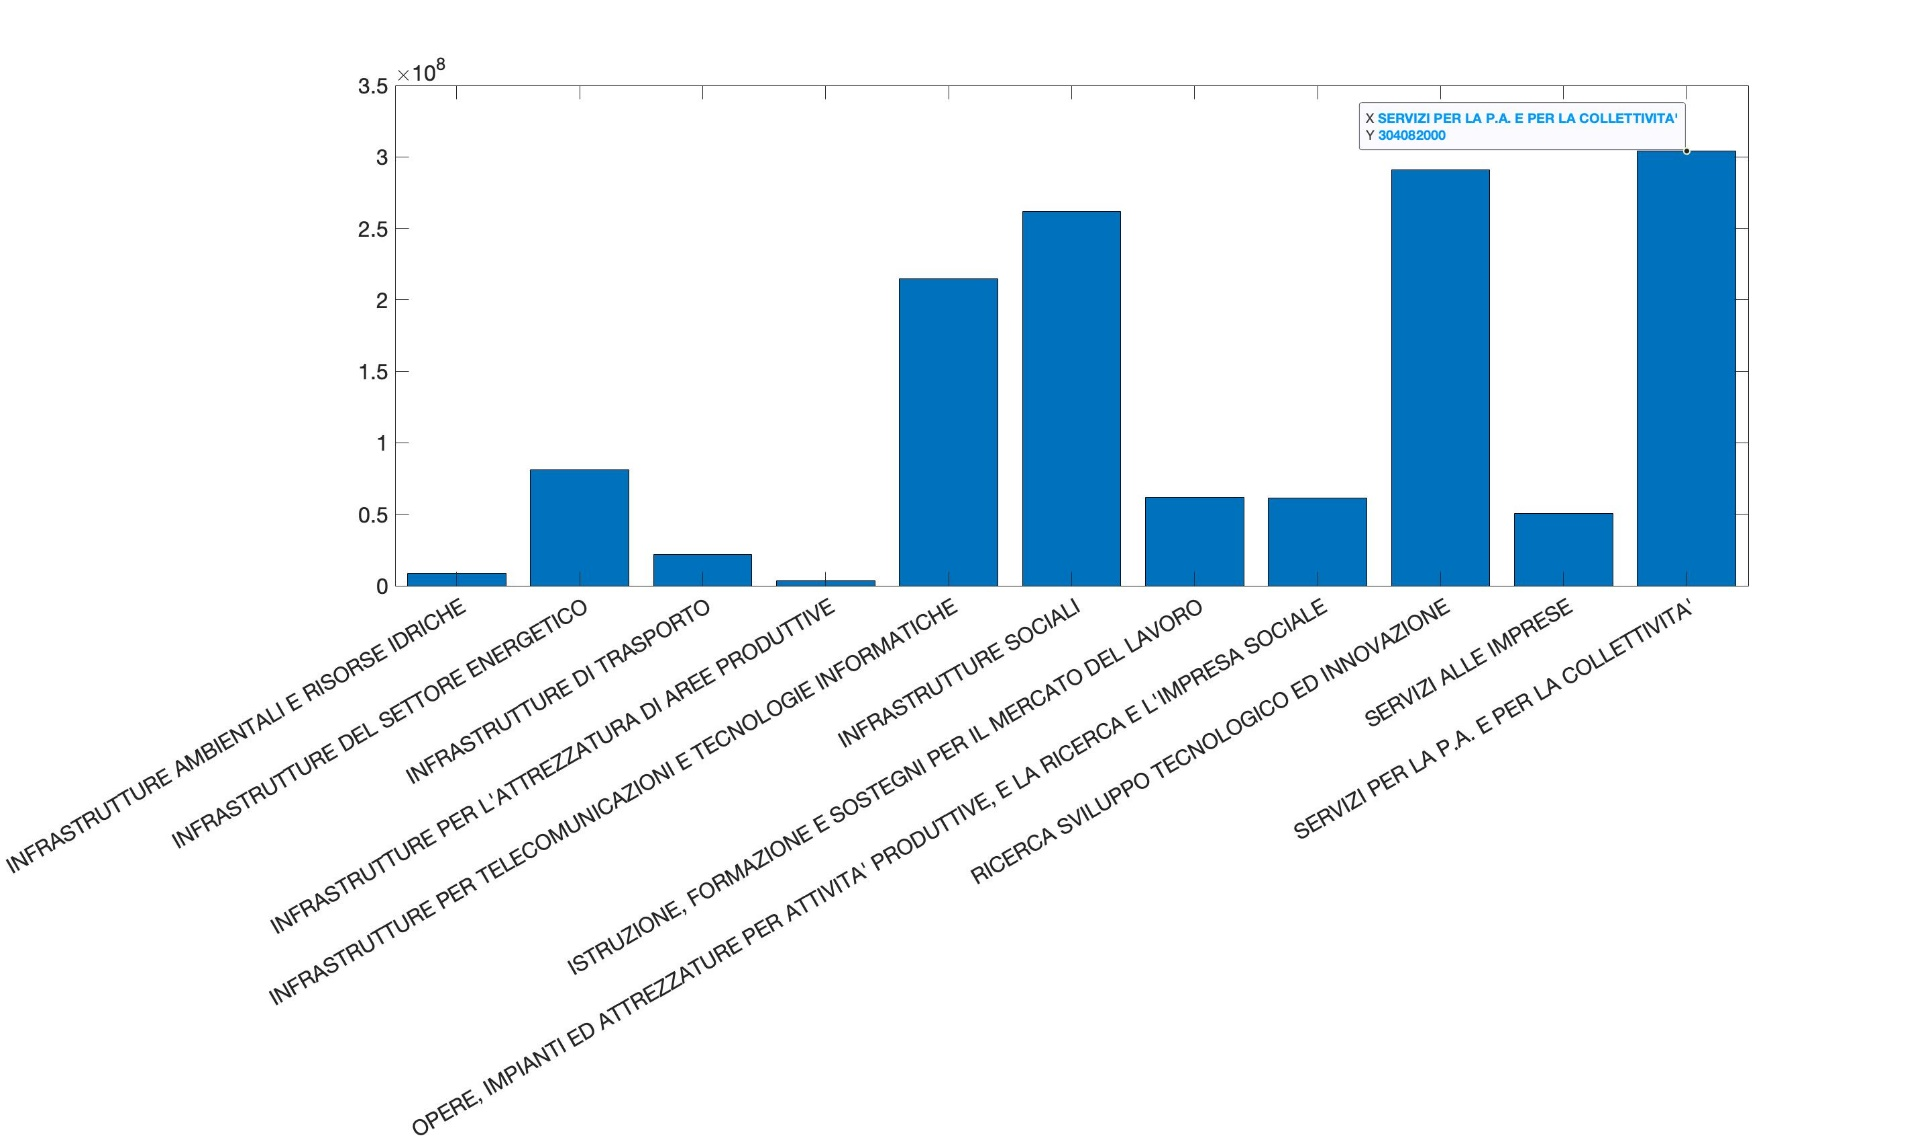 ×10⁸
3.5
3
2.5
2
1.5
1
0.5
0
X SERVIZI PER LA P.A. E PER LA COLLETTIVITA'
Y 304082000
INFRASTRUTTURE AMBIENTALI E RISORSE IDRICHE
INFRASTRUTTURE DEL SETTORE ENERGETICO
INFRASTRUTTURE DI TRASPORTO
INFRASTRUTTURE PER L'ATTREZZATURA DI AREE PRODUTTIVE
INFRASTRUTTURE PER TELECOMUNICAZIONI E TECNOLOGIE INFORMATICHE
INFRASTRUTTURE SOCIALI
ISTRUZIONE, FORMAZIONE E SOSTEGNI PER IL MERCATO DEL LAVORO
OPERE, IMPIANTI ED ATTREZZATURE PER ATTIVITA' PRODUTTIVE, E LA RICERCA E L'IMPRESA SOCIALE
RICERCA SVILUPPO TECNOLOGICO ED INNOVAZIONE
SERVIZI ALLE IMPRESE
SERVIZI PER LA P.A. E PER LA COLLETTIVITA'